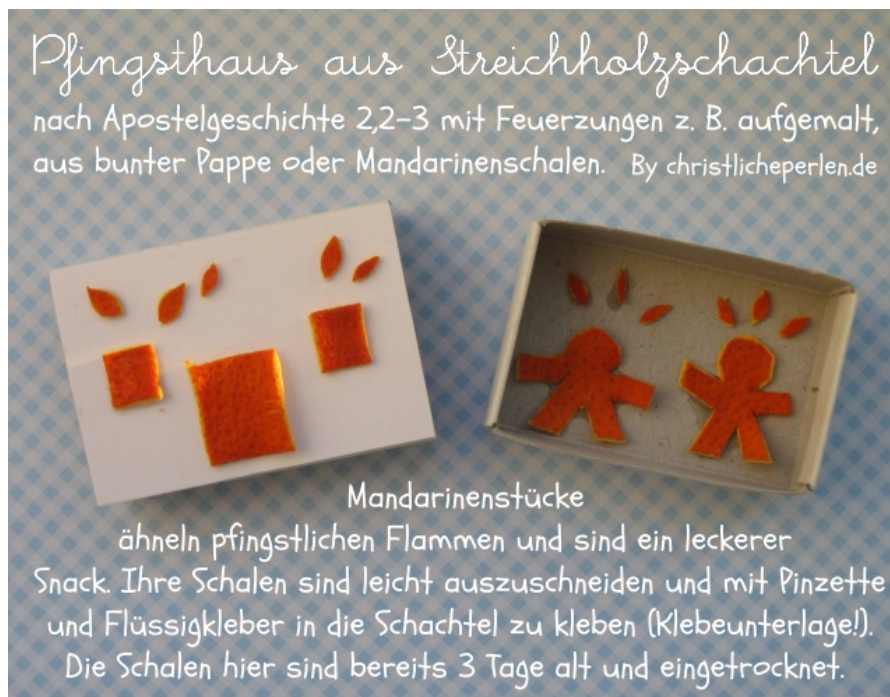 Pfingsthaus aus Streichholzschachtel
nach Apostelgeschichte 2,2-3 mit Feuerzungen z. B. aufgemalt,
aus bunter Pappe oder Mandarinenschalen. By christlicheperlen.de
Mandarinenstücke
ähneln pfingstlichen Flammen und sind ein leckerer
Snack. Ihre Schalen sind leicht auszuschneiden und mit Pinzette
und Flüssigkleber in die Schachtel zu kleben (Klebeunterlage!).
Die Schalen hier sind bereits 3 Tage alt und eingetrocknet.